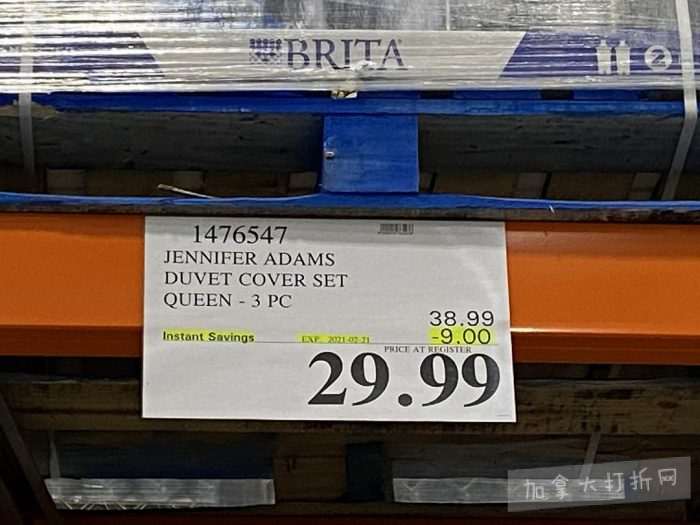 BRITA
1476547
JENNIFER ADAMS
DUVET COVER SET
QUEEN - 3 PC
38.99
Instant Savings EXP. 2021-02-21 -9.00
PRICE AT REGISTER
29.99
加拿大打折网